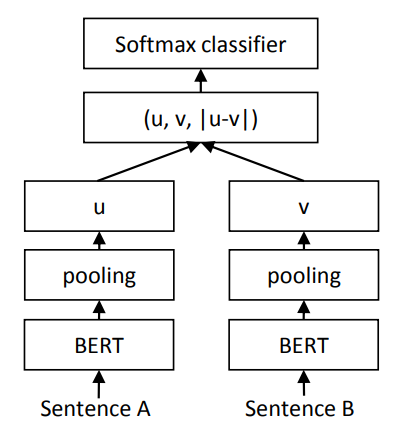 Softmax classifier
(u, v, |u-v|)
u v
pooling pooling
BERT BERT
Sentence A Sentence B